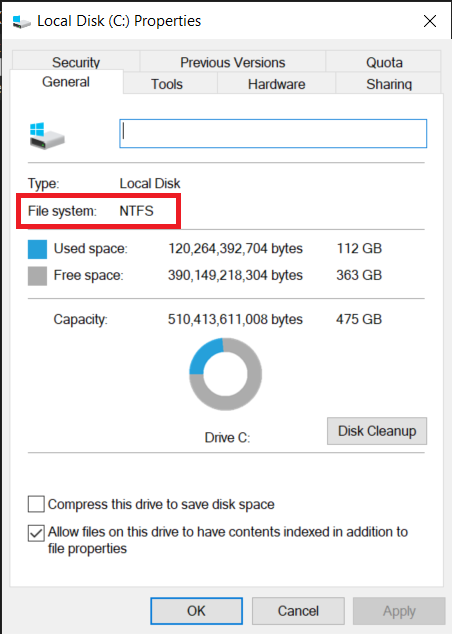 Local Disk (C:) Properties
Security Previous Versions Quota
General Tools Hardware Sharing
Type: Local Disk
File system: NTFS
Used space: 120,264,392,704 bytes 112 GB
Free space: 390,149,218,304 bytes 363 GB
Capacity: 510,413,611,008 bytes 475 GB
Drive C: Disk Cleanup
Compress this drive to save disk space
Allow files on this drive to have contents indexed in addition to
file properties
OK Cancel Apply